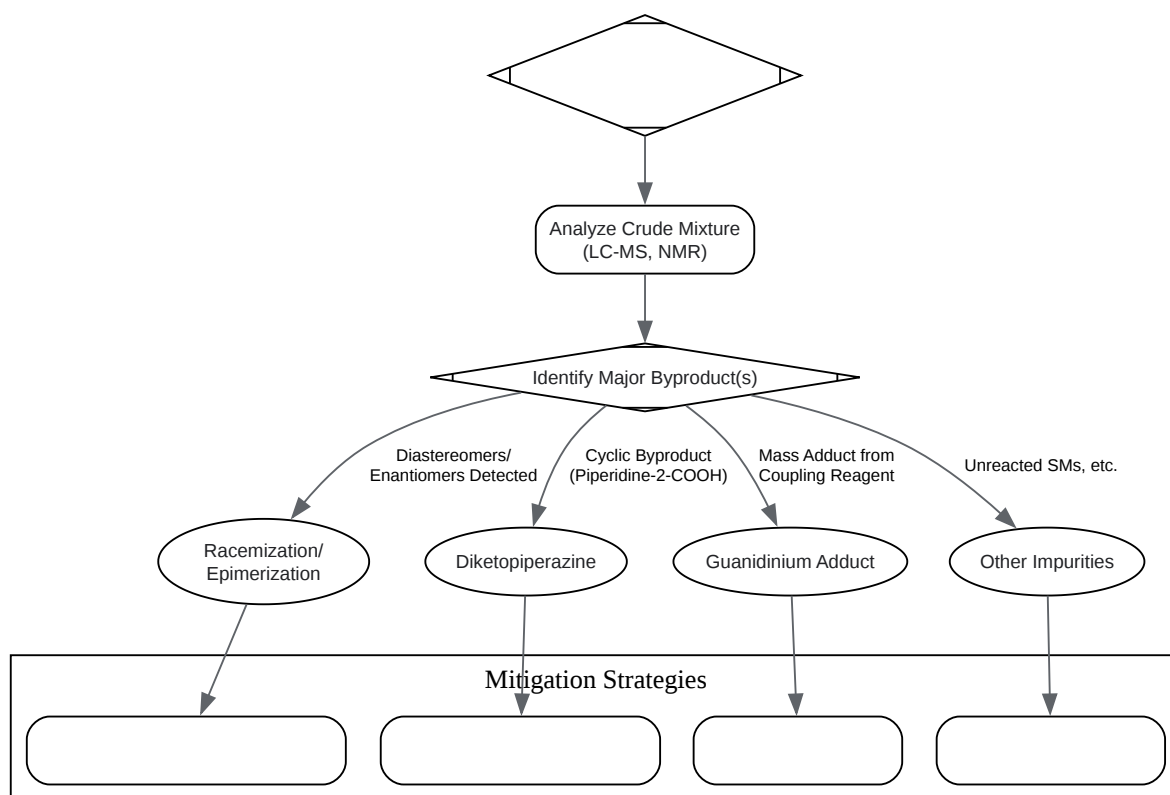 Analyze Crude Mixture
(LC-MS, NMR)
Identify Major Byproduct(s)
Diastereomers/
Enantiomers Detected
Cyclic Byproduct
(Piperidine-2-COOH)
Mass Adduct from
Coupling Reagent
Unreacted SMs, etc.
Racemization/
Epimerization
Diketopiperazine
Guanidinium Adduct
Other Impurities
Mitigation Strategies